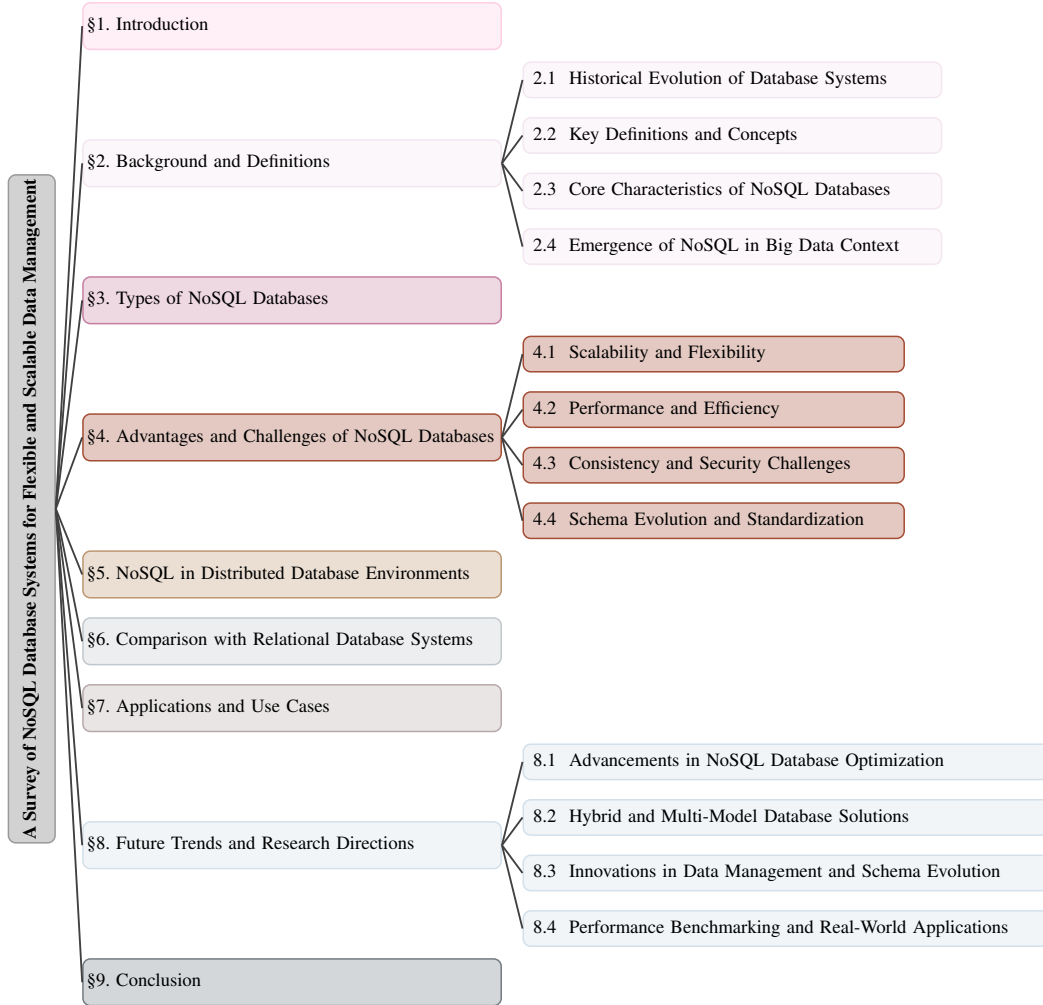 A Survey of NoSQL Database Systems for Flexible and Scalable Data Management
§1. Introduction
§2. Background and Definitions
2.1 Historical Evolution of Database Systems
2.2 Key Definitions and Concepts
2.3 Core Characteristics of NoSQL Databases
2.4 Emergence of NoSQL in Big Data Context
§3. Types of NoSQL Databases
§4. Advantages and Challenges of NoSQL Databases
4.1 Scalability and Flexibility
4.2 Performance and Efficiency
4.3 Consistency and Security Challenges
4.4 Schema Evolution and Standardization
§5. NoSQL in Distributed Database Environments
§6. Comparison with Relational Database Systems
§7. Applications and Use Cases
§8. Future Trends and Research Directions
8.1 Advancements in NoSQL Database Optimization
8.2 Hybrid and Multi-Model Database Solutions
8.3 Innovations in Data Management and Schema Evolution
8.4 Performance Benchmarking and Real-World Applications
§9. Conclusion